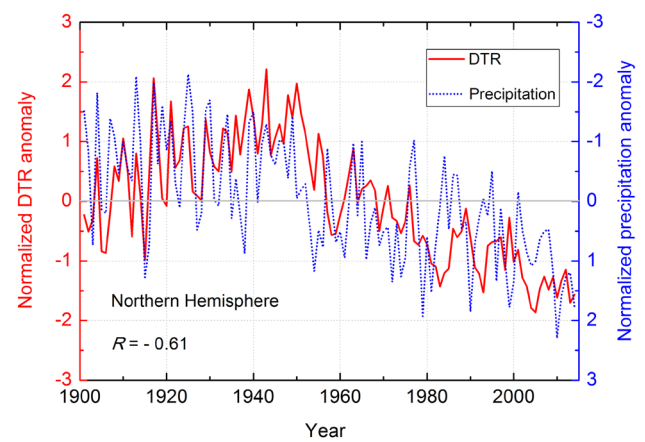 3
2
1
0
-1
-2
-3
Normalized DTR anomaly
DTR
Precipitation
Northern Hemisphere
R = - 0.61
-3
-2
-1
0
1
2
3
Normalized precipitation anomaly
1900
1920
1940
1960
1980
2000
Year